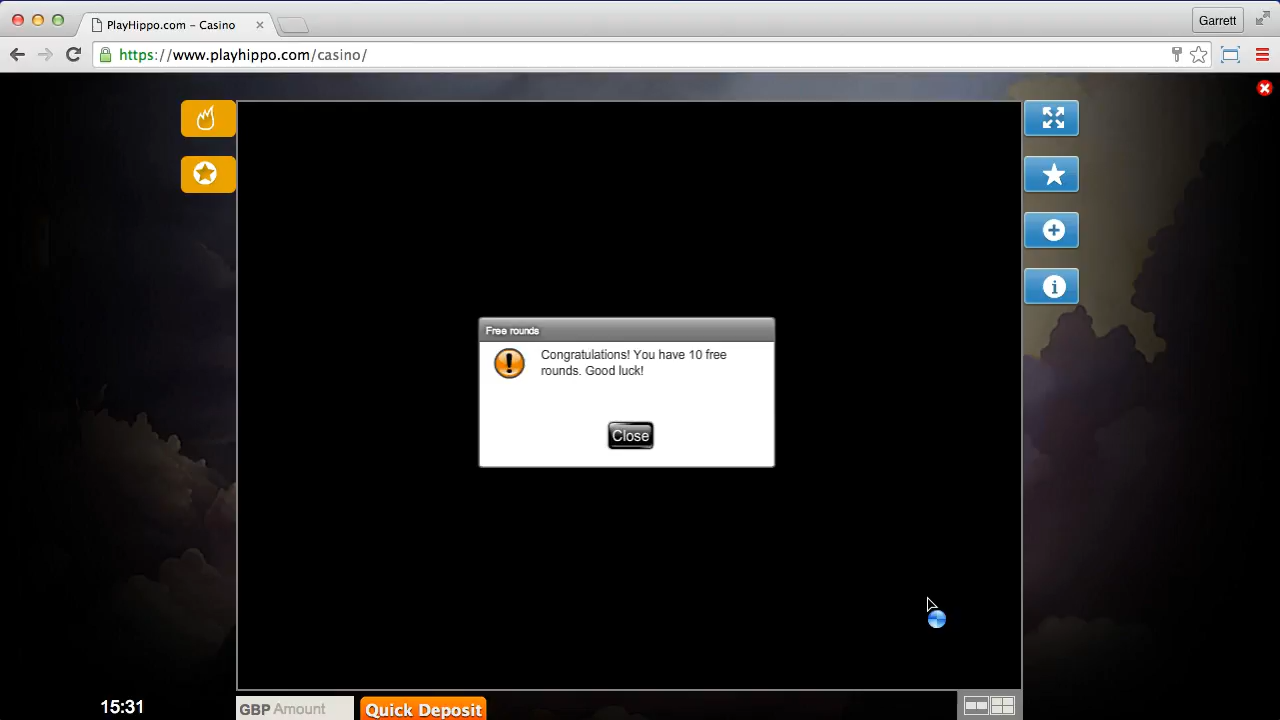 PlayHippo.com – Casino
Garrett
https://www.playhippo.com/casino/
Free rounds
Congratulations! You have 10 free
rounds. Good luck!
Close
15:31
GBP Amount
Quick Deposit